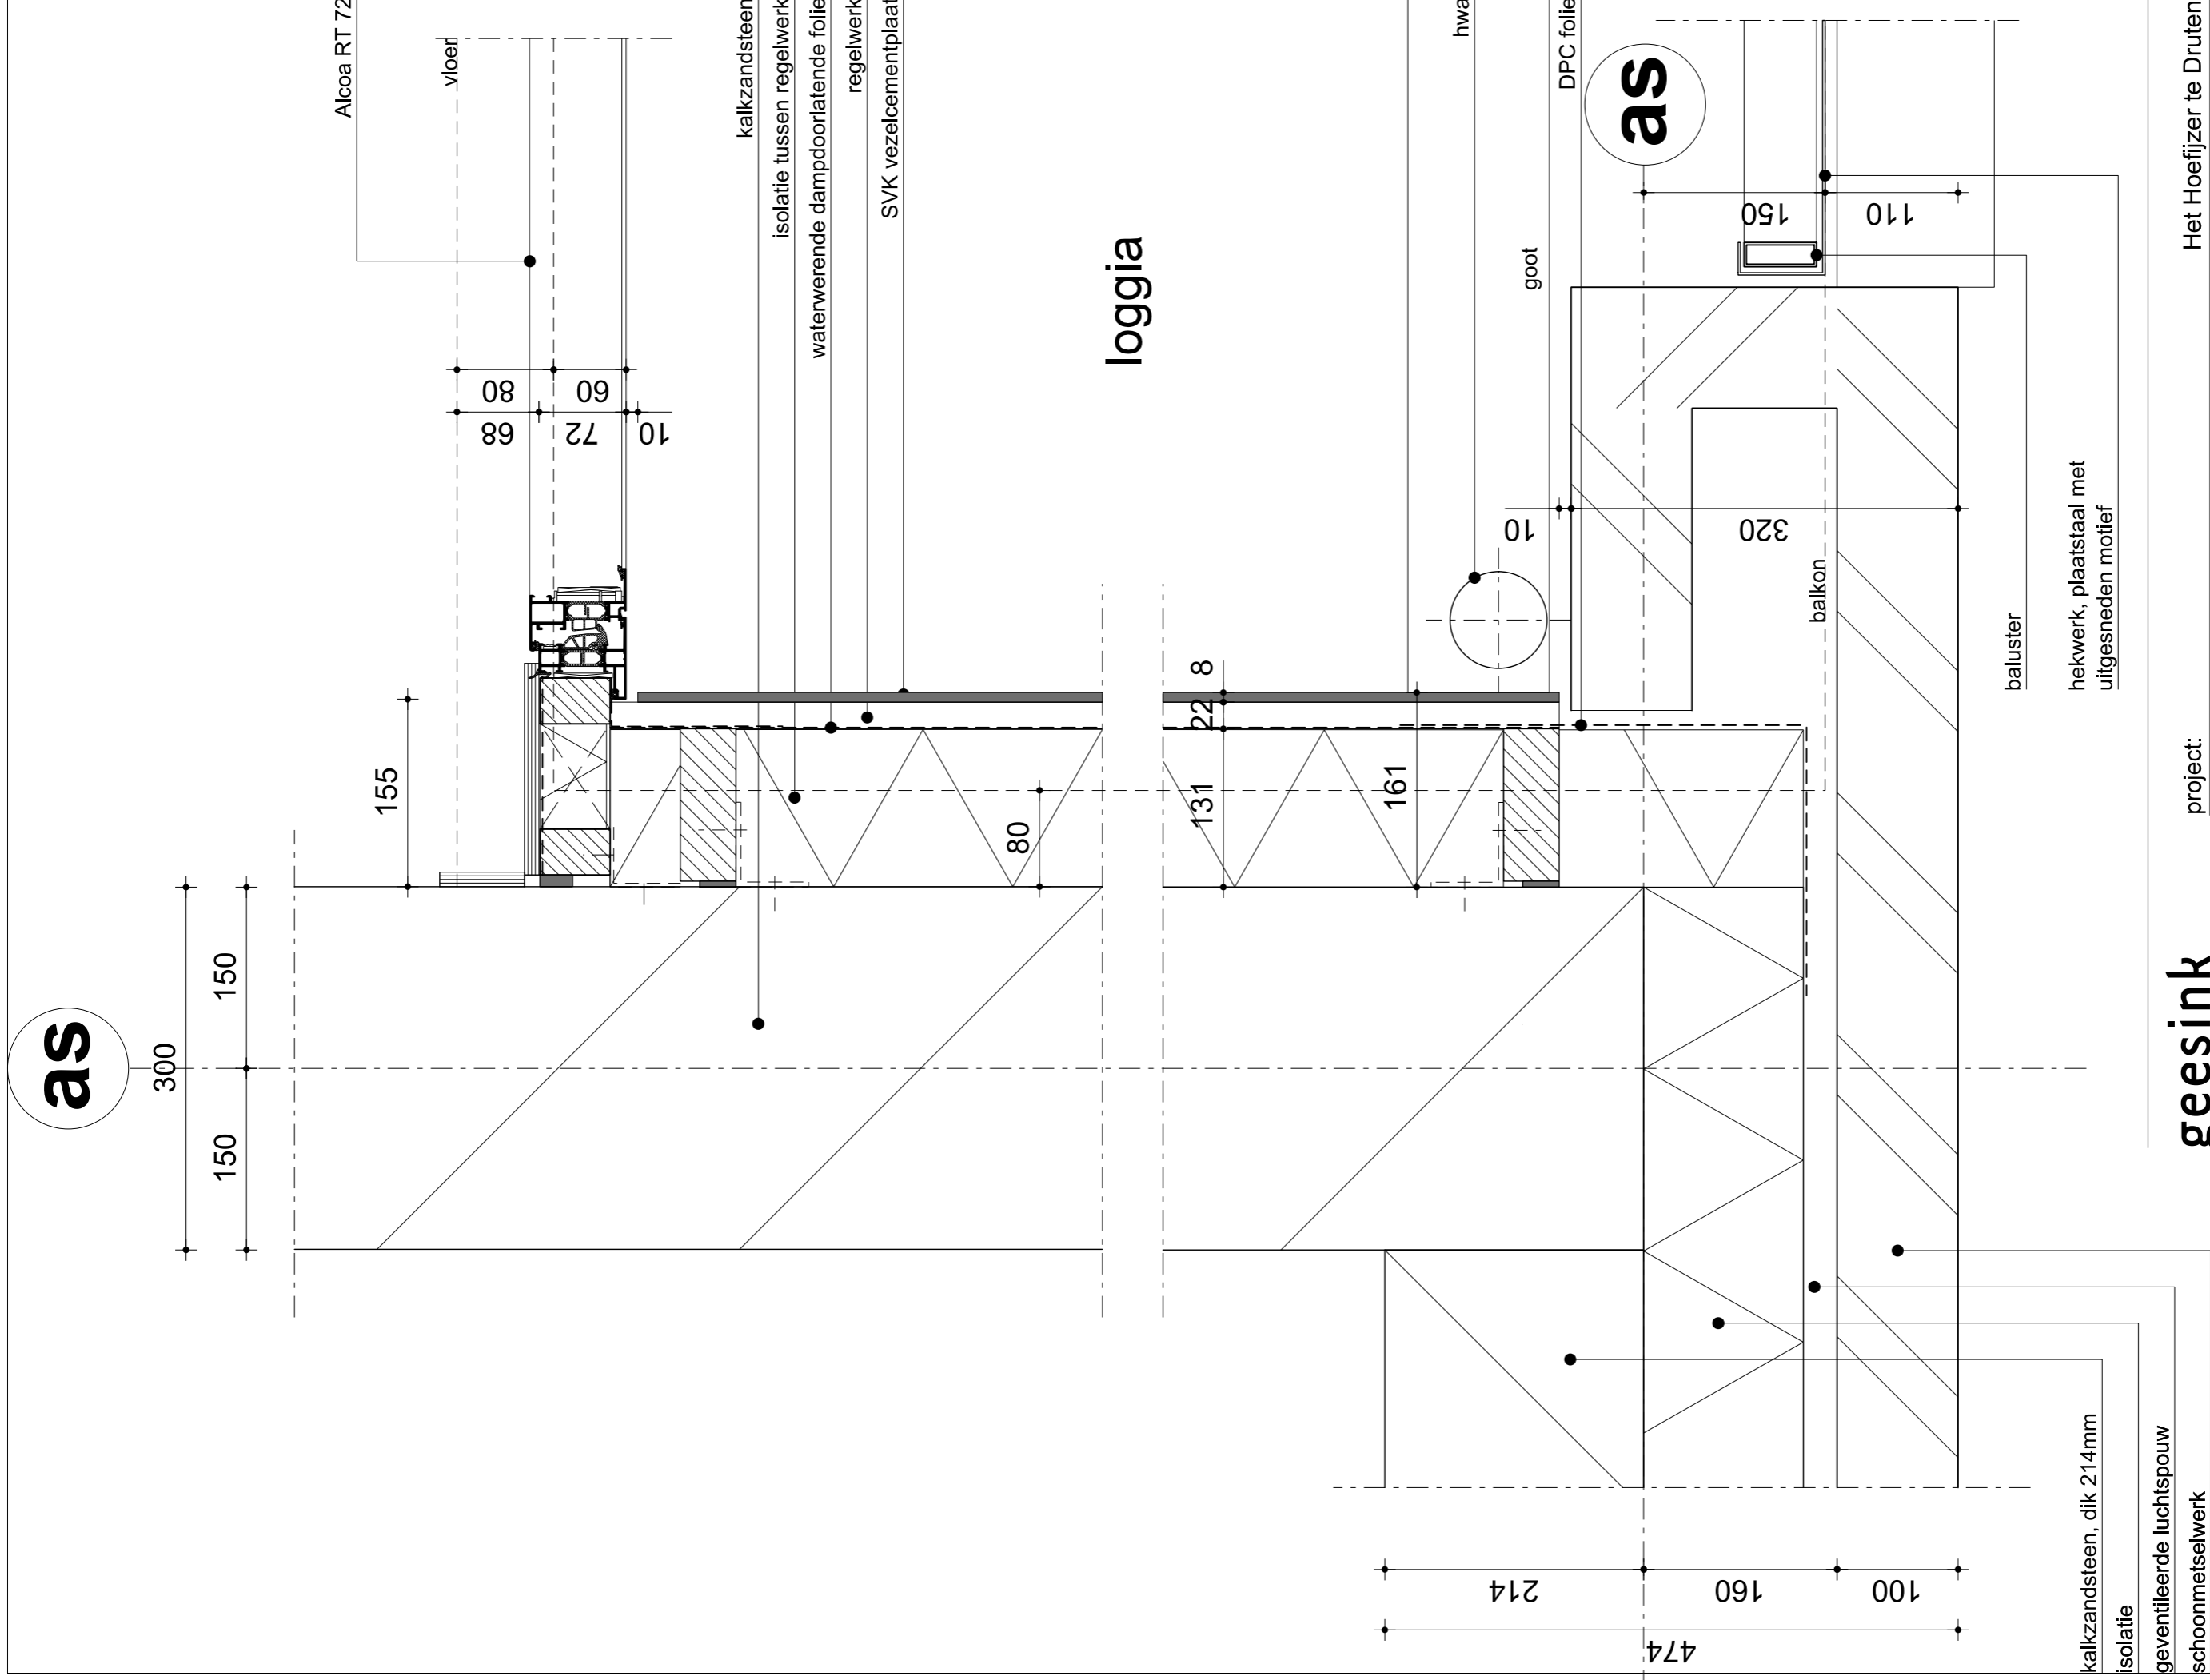 Alcoa RT 72
vloer
kalkzandsteen
isolatie tussen regelwerk
waterwerende dampdoorlatende folie
regelwerk
SVK vezelcementplaat
hwa
DPC folie
goot
as
150
110
80
60
68
72
10
loggia
10
320
balkon
baluster
hekwerk, plaatstaal met
uitgesneden motief
155
8
22
131
161
80
as
300
150
150
214
160
100
474
kalkzandsteen, dik 214mm
isolatie
geventileerde luchtspouw
schoonmetselwerk
project:
Het Hoefijzer te Druten
geesink